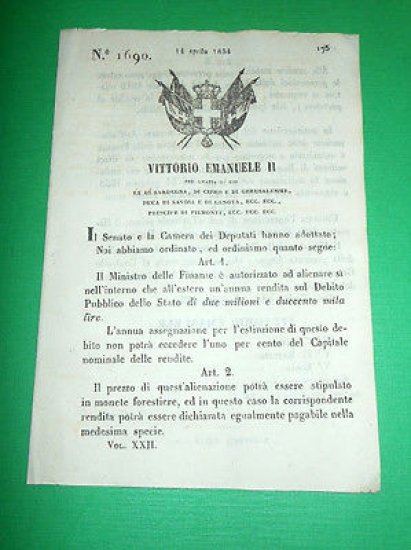 N.° 1690.
14 aprile 1854
175
VITTORIO EMANUELE II
PER GRAZIA DI DIO
RE DI SARDEGNA, DI CIPRO E DI GERUSALEMME,
DUCA DI SAVOIA E DI GENOVA, ECC. ECC.,
PRINCIPE DI PIEMONTE, ECC. ECC. ECC.
Il Senato e la Camera dei Deputati hanno adottato;
Noi abbiamo ordinato, ed ordiniamo quanto segue:
Art. 1.
Il Ministro delle Finanze è autorizzato ad alienare sì
nell'interno che all'estero un'annua rendita sul Debito
Pubblico dello Stato di due milioni e duecento mila
lire.
L'annua assegnazione per l'estinzione di questo de-
bito non potrà eccedere l'uno per cento del Capitale
nominale delle rendite.
Art. 2.
Il prezzo di quest'alienazione potrà essere stipulato
in monete forestiere, ed in questo caso la corrispondente
rendita potrà essere dichiarata egualmente pagabile nella
medesima specie.
Vol. XXII.